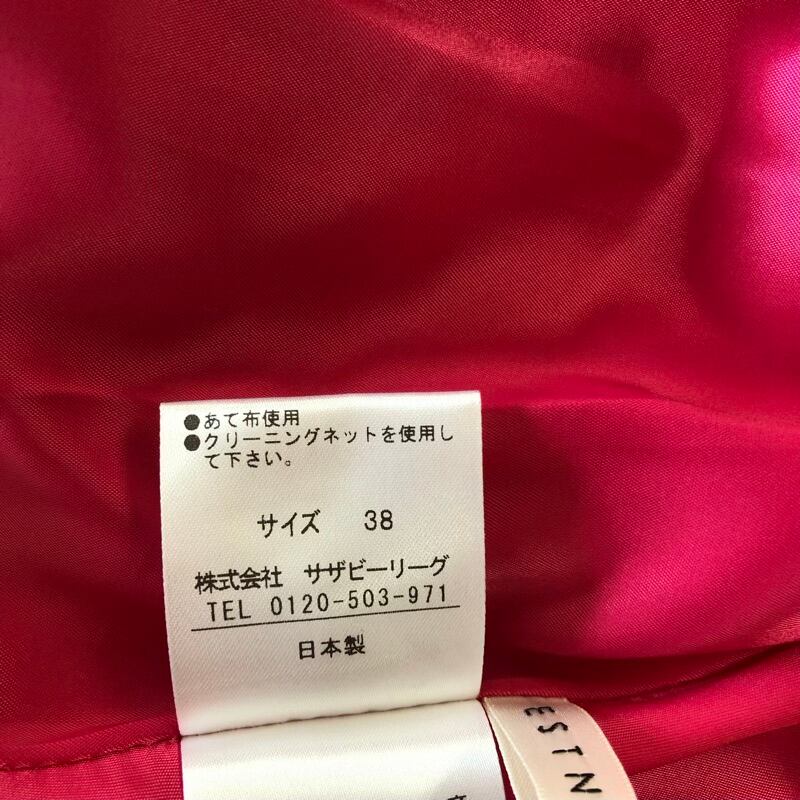 ●あて布使用
●クリーニングネットを使用し
て下さい。
サイズ 38
株式会社 サザビーリーグ
TEL 0120-503-971
日本製
ESTN